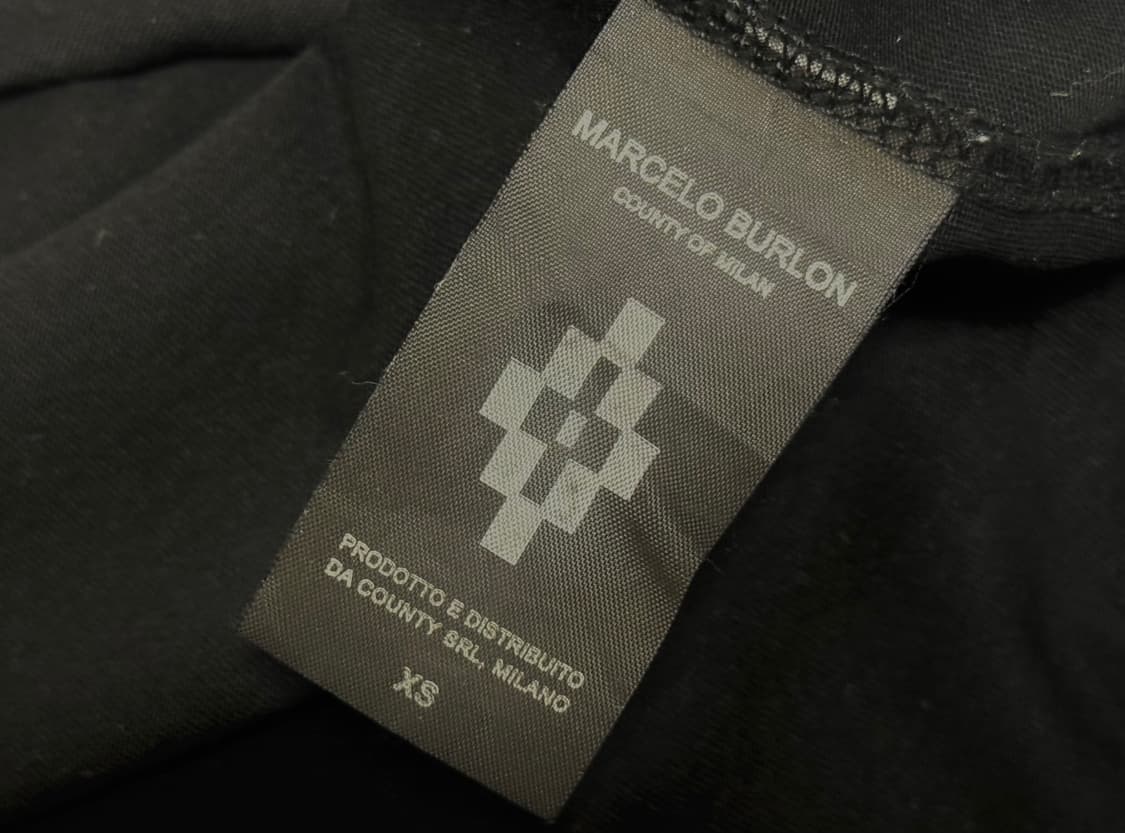 MARCELO BURLON
COUNTY OF MILAN
PRODOTTO E DISTRIBUITO
DA COUNTY SRL, MILANO
XS